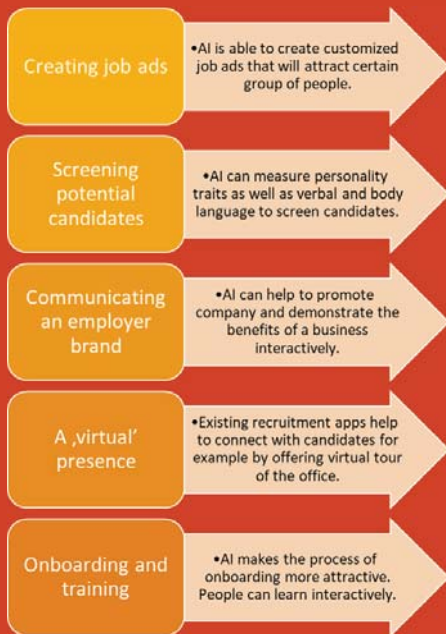 Creating job ads
•AI is able to create customized
job ads that will attract certain
group of people.
Screening
potential
candidates
•AI can measure personality
traits as well as verbal and body
language to screen candidates.
Communicating
an employer
brand
•AI can help to promote
company and demonstrate the
benefits of a business
interactively.
A ‚virtual’
presence
•Existing recruitment apps help
to connect with candidates for
example by offering virtual tour
of the office.
Onboarding and
training
•AI makes the process of
onboarding more attractive.
People can learn interactively.